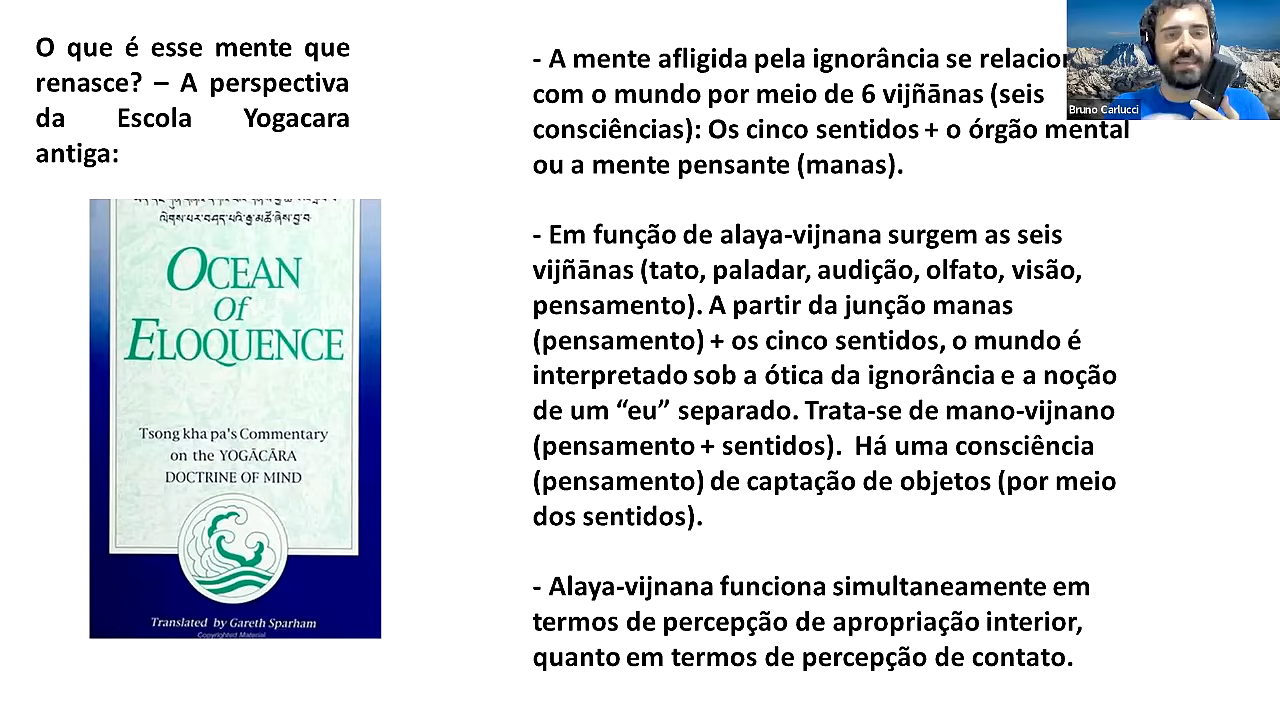 O que é esse mente que
renasce? – A perspectiva
da Escola Yogacara
antiga:
OCEAN
Of
ELOQUENCE
Tsong kha pa's Commentary
on the YOGĀCĀRA
DOCTRINE OF MIND
Translated by Gareth Sparham
Copyrighted Material
- A mente afligida pela ignorância se
com o mundo por meio de 6 vijñānas (seis
consciências): Os cinco sentidos + o órgão mental
ou a mente pensante (manas).
- Em função de alaya-vijnana surgem as seis
vijñānas (tato, paladar, audição, olfato, visão,
pensamento). A partir da junção manas
(pensamento) + os cinco sentidos, o mundo é
interpretado sob a ótica da ignorância e a noção
de um “eu” separado. Trata-se de mano-vijnano
(pensamento + sentidos). Há uma consciência
(pensamento) de captação de objetos (por meio
dos sentidos).
- Alaya-vijnana funciona simultaneamente em
termos de percepção de apropriação interior,
quanto em termos de percepção de contato.
Bruno Carlucci